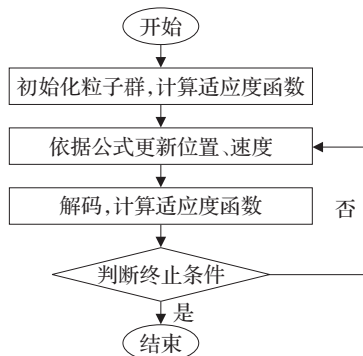 开始
初始化粒子群,计算适应度函数
依据公式更新位置、速度
解码,计算适应度函数
否
判断终止条件
是
结束